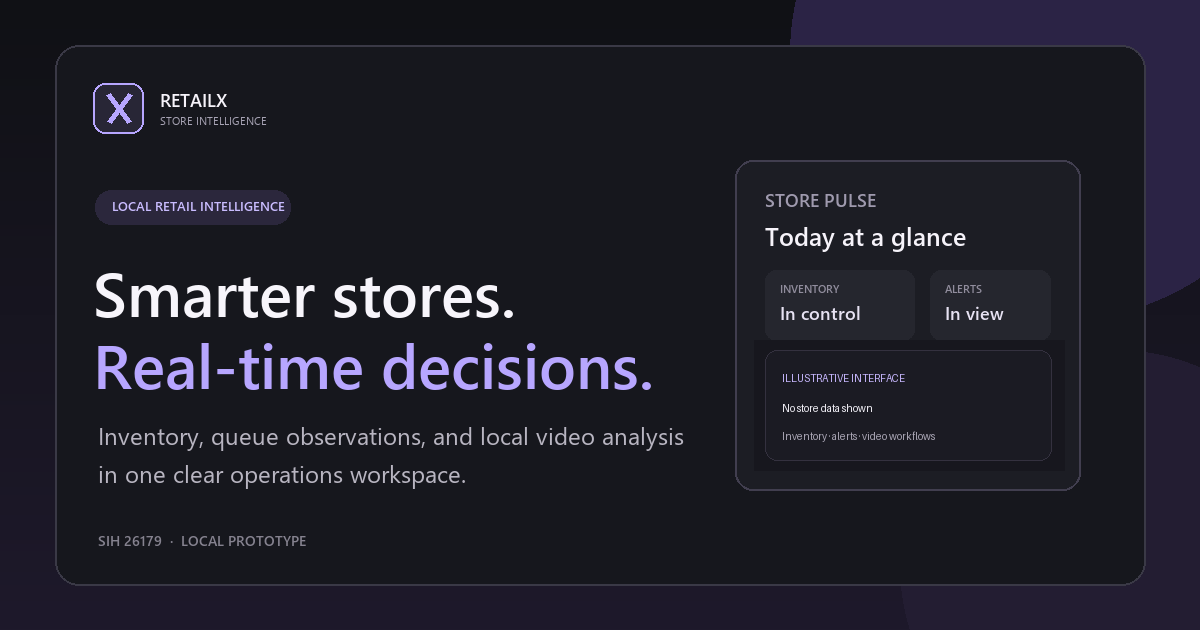 X
RETAILX
STORE INTELLIGENCE
LOCAL RETAIL INTELLIGENCE
Smarter stores.
Real-time decisions.
Inventory, queue observations, and local video analysis
in one clear operations workspace.
SIH 26179 · LOCAL PROTOTYPE
STORE PULSE
Today at a glance
INVENTORY
In control
ALERTS
In view
ILLUSTRATIVE INTERFACE
No store data shown
Inventory · alerts · video workflows